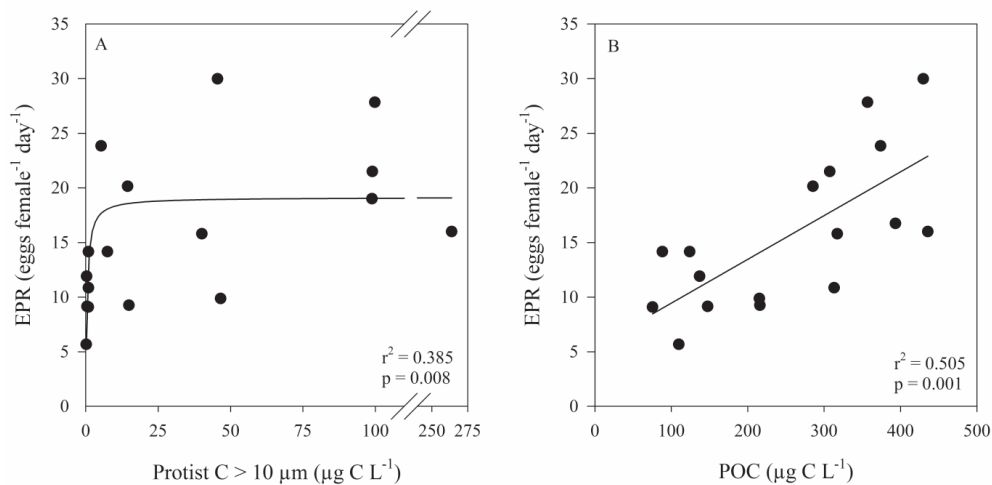 A
35
30
25
20
15
10
5
0
EPR (eggs female⁻¹ day⁻¹)
r² = 0.385
p = 0.008
0 25 50 75 100 250 275
Protist C > 10 µm (µg C L⁻¹)
B
35
30
25
20
15
10
5
0
EPR (eggs female⁻¹ day⁻¹)
r² = 0.505
p = 0.001
0 100 200 300 400 500
POC (µg C L⁻¹)